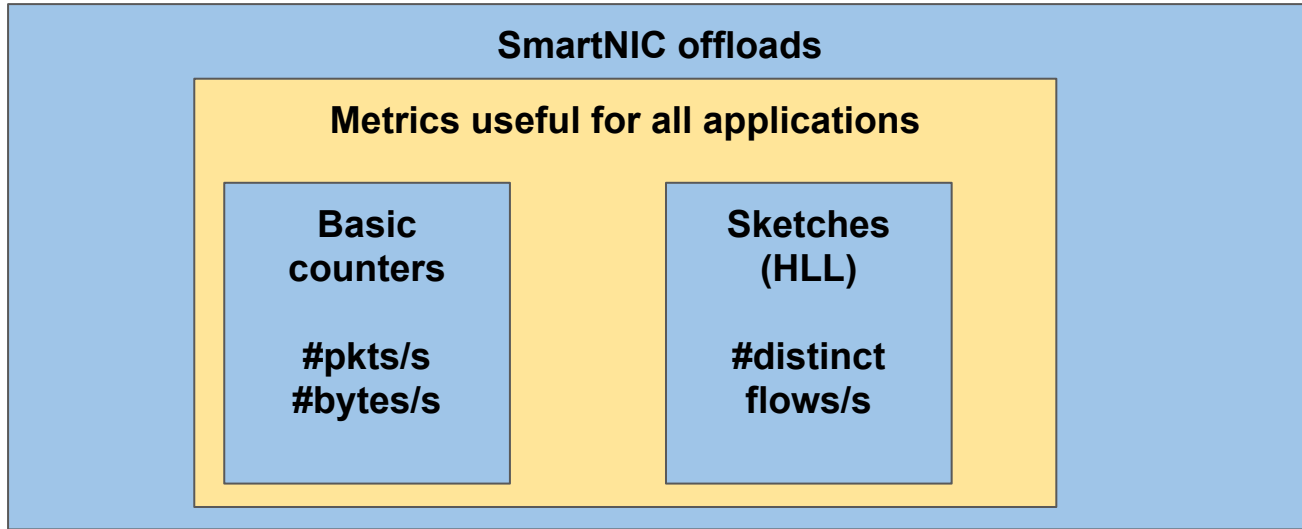 SmartNIC offloads
Metrics useful for all applications
Basic
counters
#pkts/s
#bytes/s
Sketches
(HLL)
#distinct
flows/s